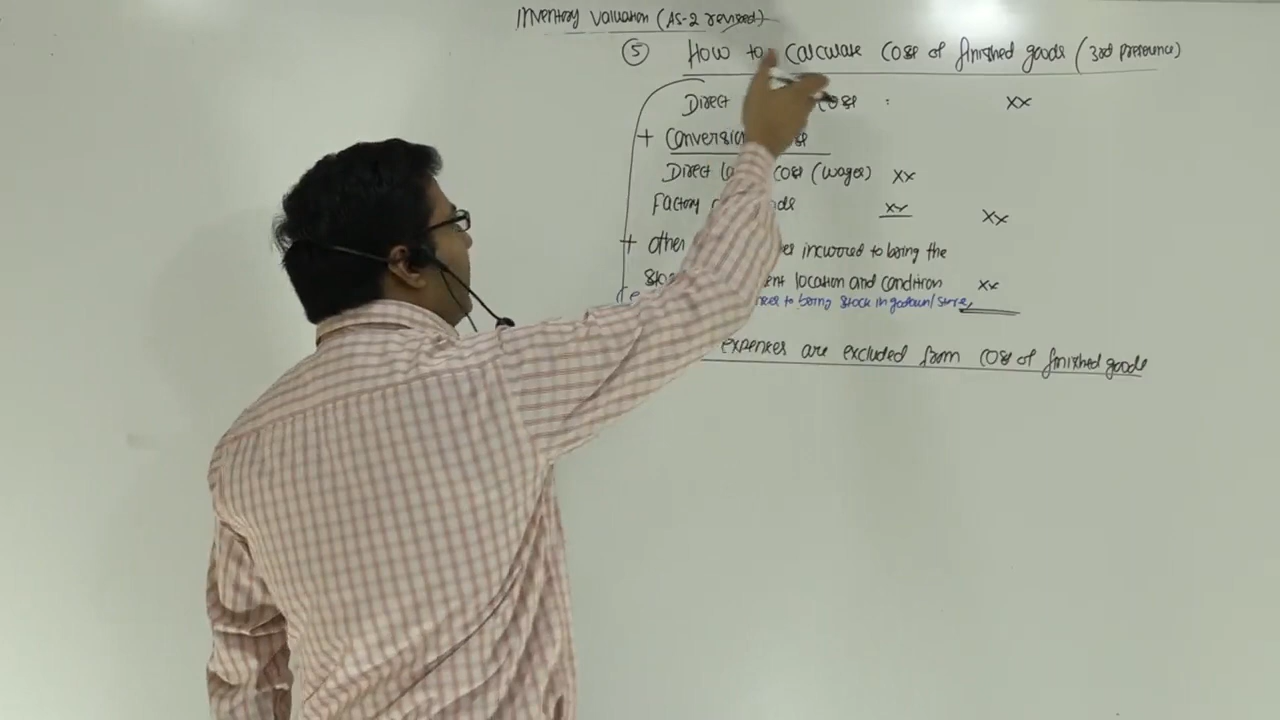 Inventory Valuation (AS-2 revised)
⑤ How to Calculate Cost of finished goods (3rd presence)
Direct Cost : XX
+ Conversion
Direct Cost (wages) XX
Factory XX XX
+ other incurred to bring the
location and condition XX
to bring stock in godown/store,
expenses are excluded from Cost of finished goods